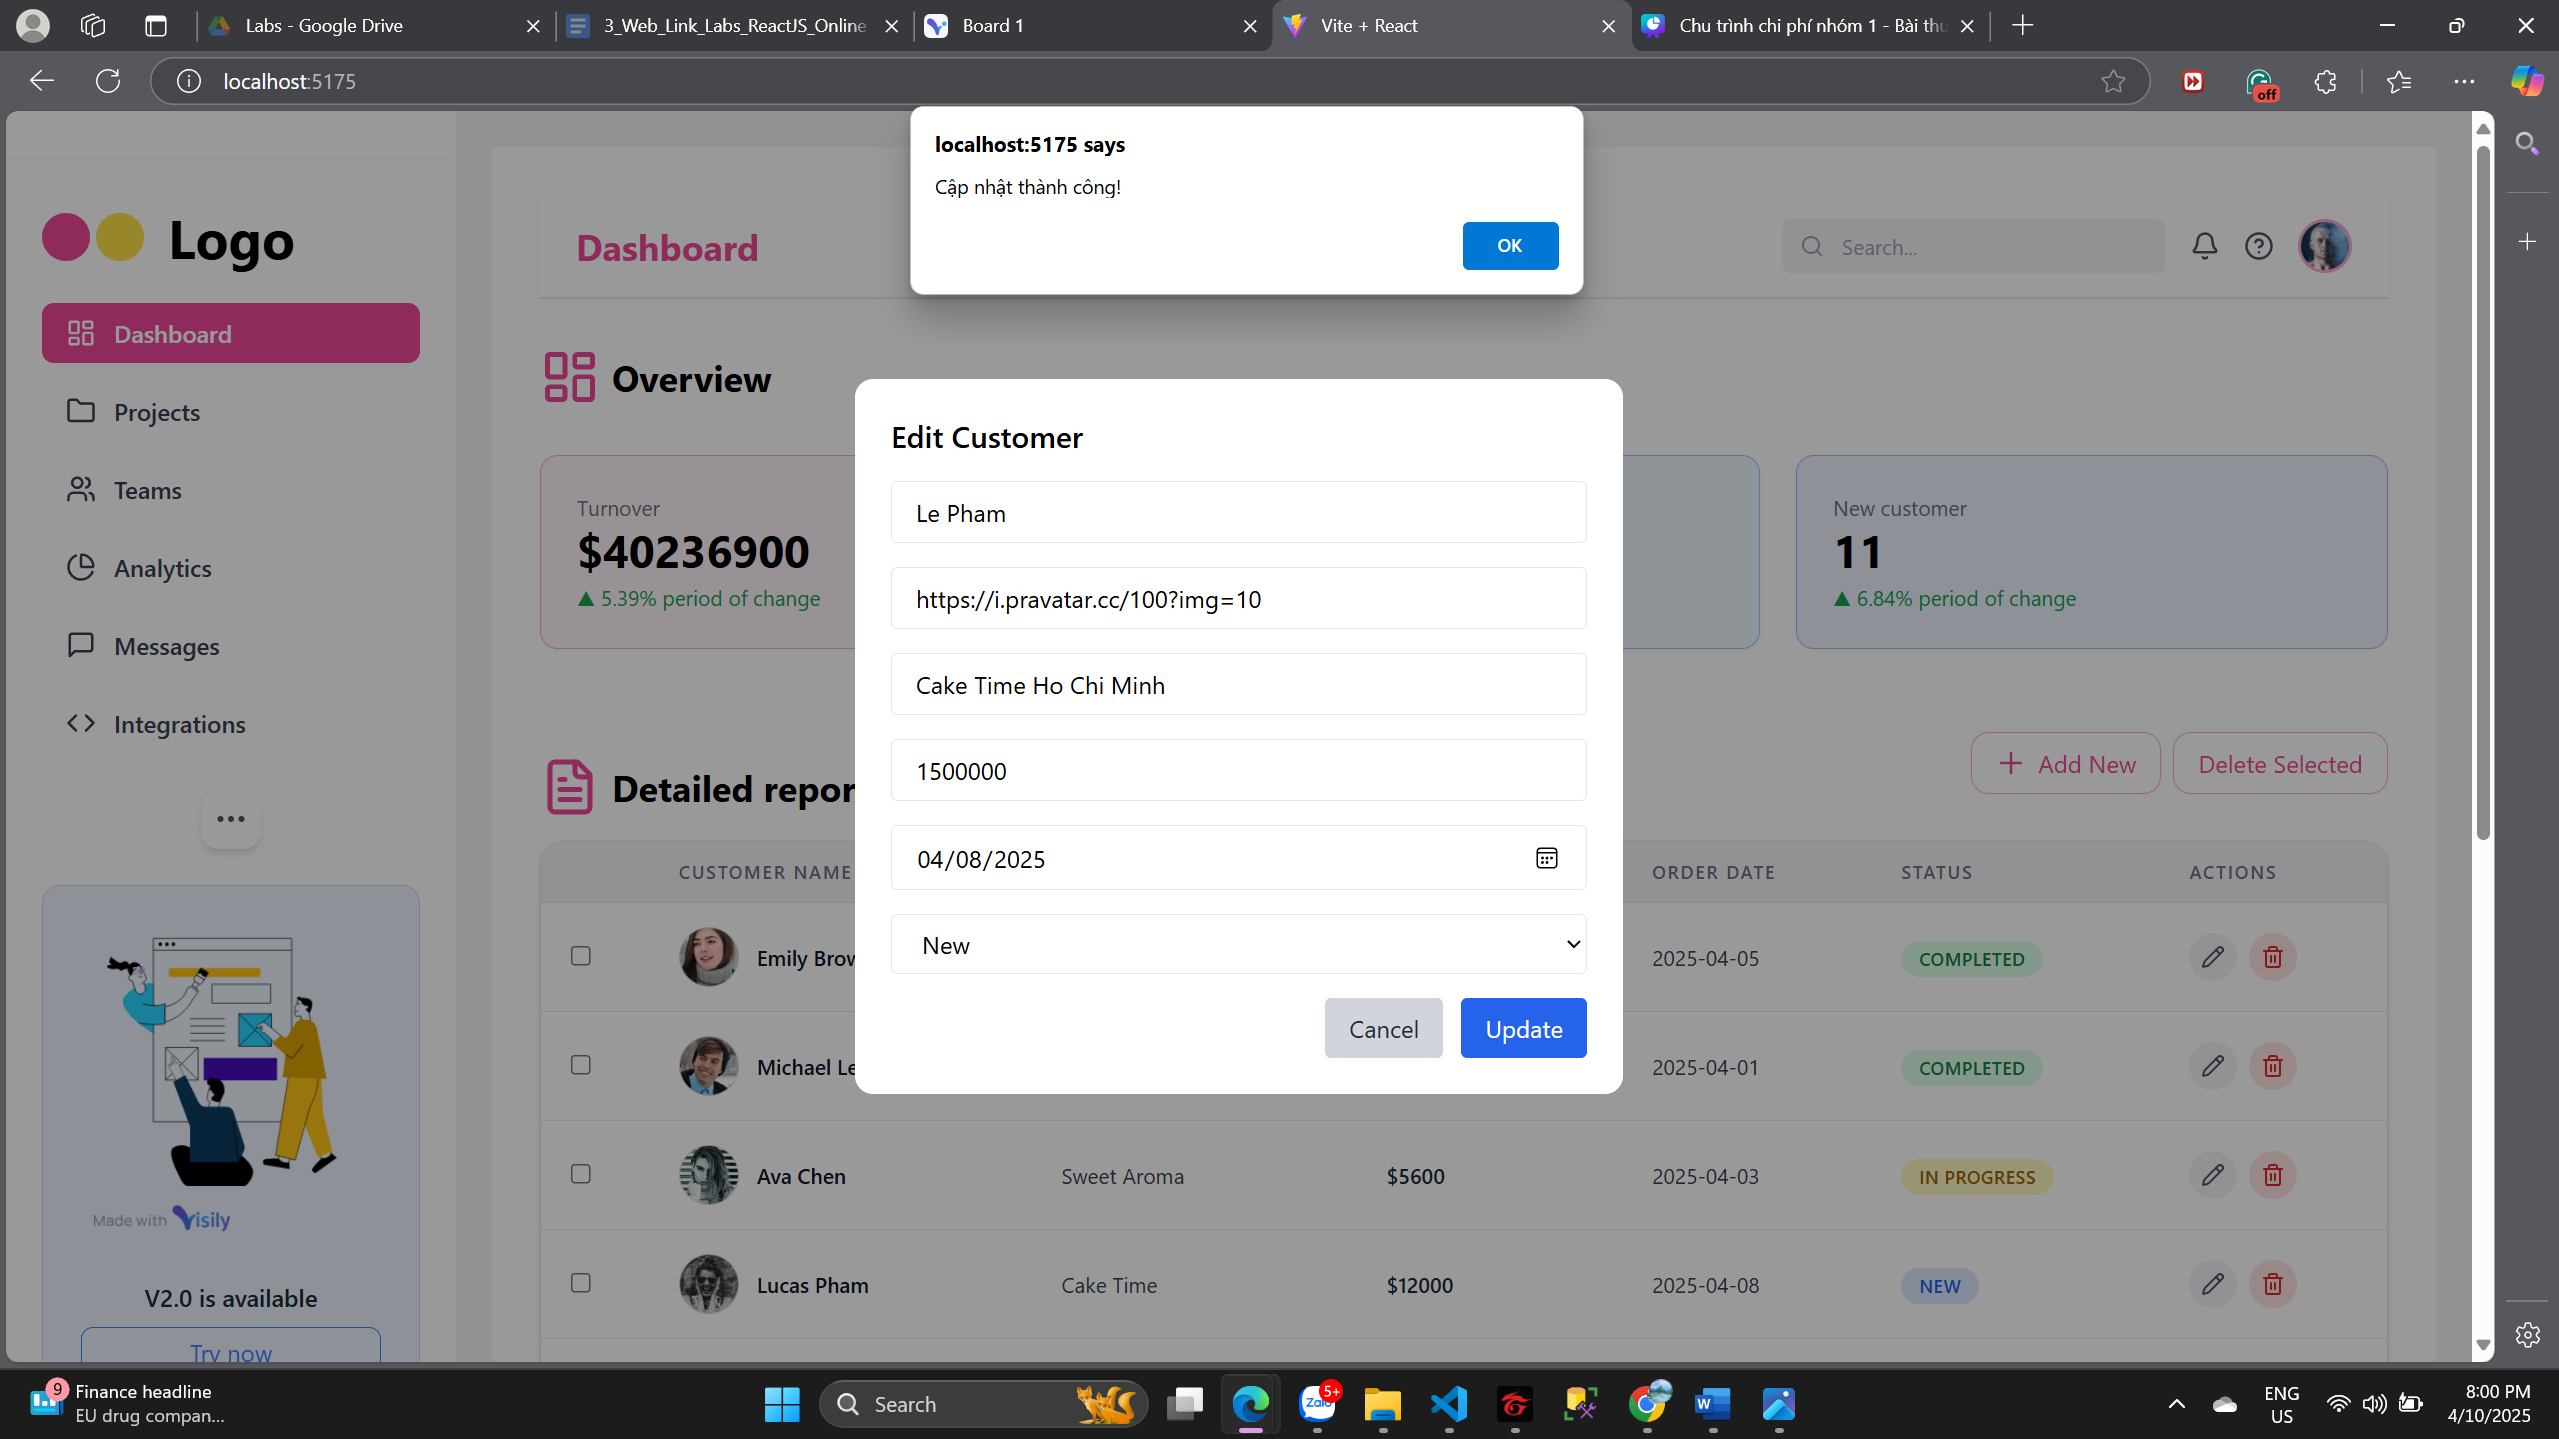 Labs - Google Drive
3_Web_Link_Labs_ReactJS_Online
Board 1
Vite + React
Chu trình chi phí nhóm 1 - Bài thu
localhost:5175
off
localhost:5175 says
Cập nhật thành công!
OK
Logo
Dashboard
Projects
Teams
Analytics
Messages
Integrations
Made with Visily
V2.0 is available
Try now
Dashboard
Search...
Overview
Turnover
$40236900
▲ 5.39% period of change
New customer
11
▲ 6.84% period of change
Edit Customer
Le Pham
https://i.pravatar.cc/100?img=10
Cake Time Ho Chi Minh
1500000
04/08/2025
New
Cancel
Update
Detailed repor
+ Add New
Delete Selected
CUSTOMER NAME ORDER DATE STATUS ACTIONS
Emily Brow 2025-04-05 COMPLETED
Michael Le 2025-04-01 COMPLETED
Ava Chen Sweet Aroma $5600 2025-04-03 IN PROGRESS
Lucas Pham Cake Time $12000 2025-04-08 NEW
9
Finance headline
EU drug compan...
Search
Zalo
5+
ENG
US
8:00 PM
4/10/2025